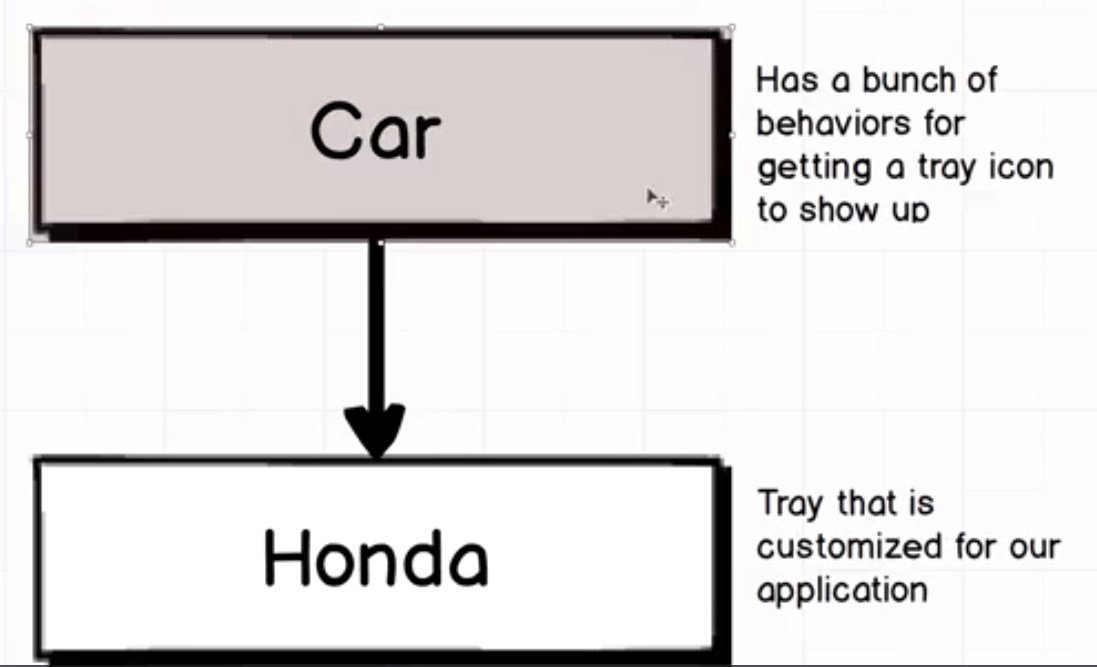 Car
Has a bunch of
behaviors for
getting a tray icon
to show up
Honda
Tray that is
customized for our
application